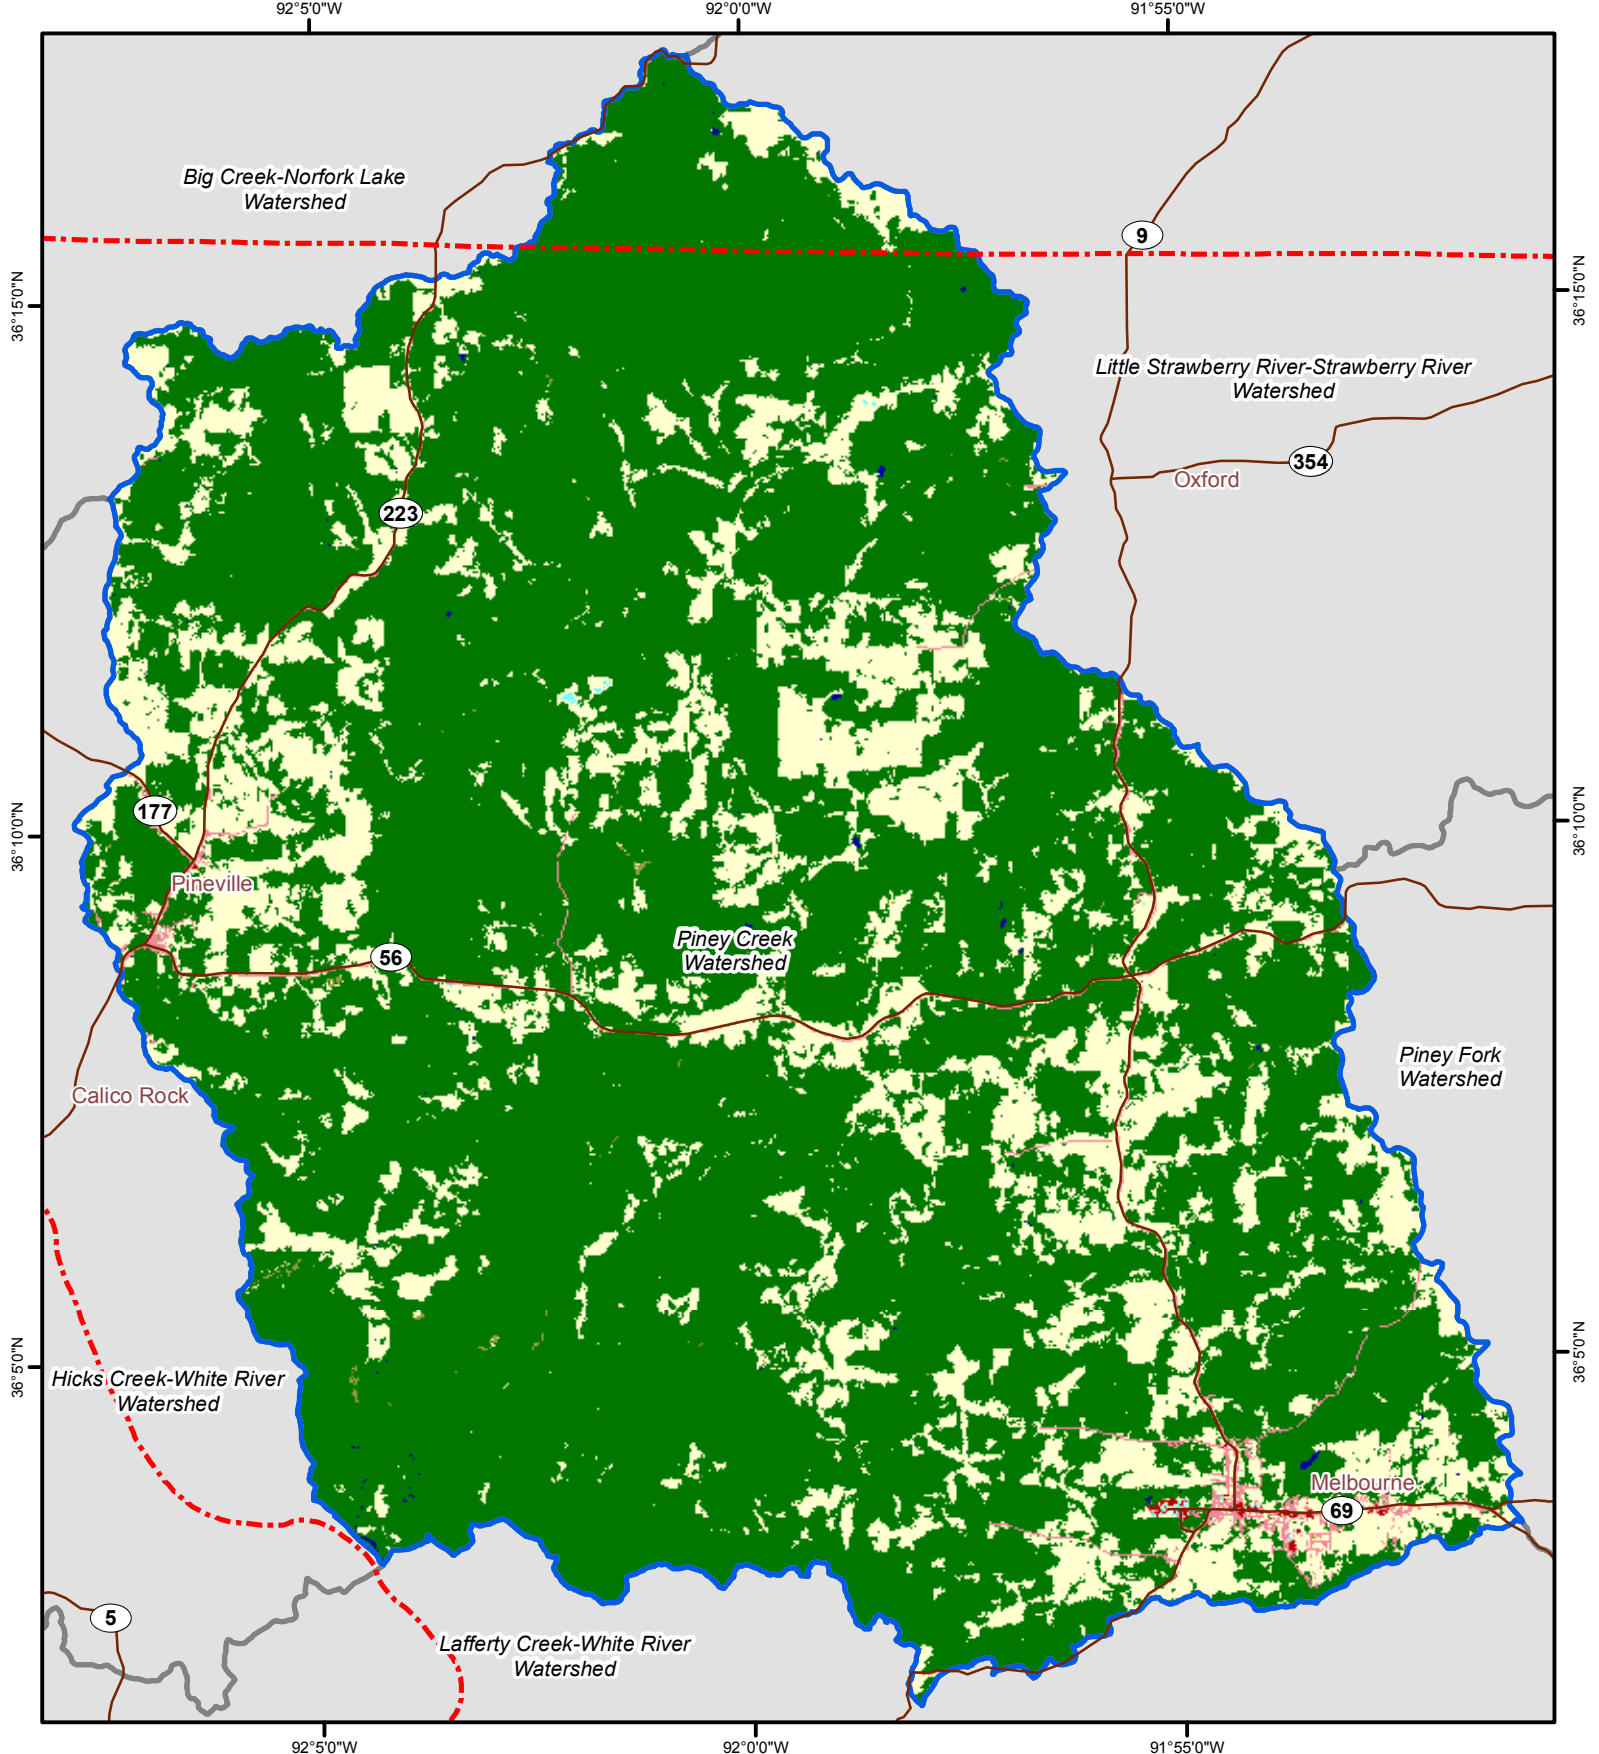 92°5'0"W
92°0'0"W
91°55'0"W
Big Creek-Norfork Lake
Watershed
9
36°15'0"N
36°15'0"N
Little Strawberry River-Strawberry River
Watershed
354
Oxford
223
177
36°10'0"N
36°10'0"N
Pineville
Piney Creek
Watershed
56
Piney Fork
Watershed
Calico Rock
36°5'0"N
36°5'0"N
Hicks Creek-White River
Watershed
Melbourne
69
5
Lafferty Creek-White River
Watershed
92°5'0"W
92°0'0"W
91°55'0"W